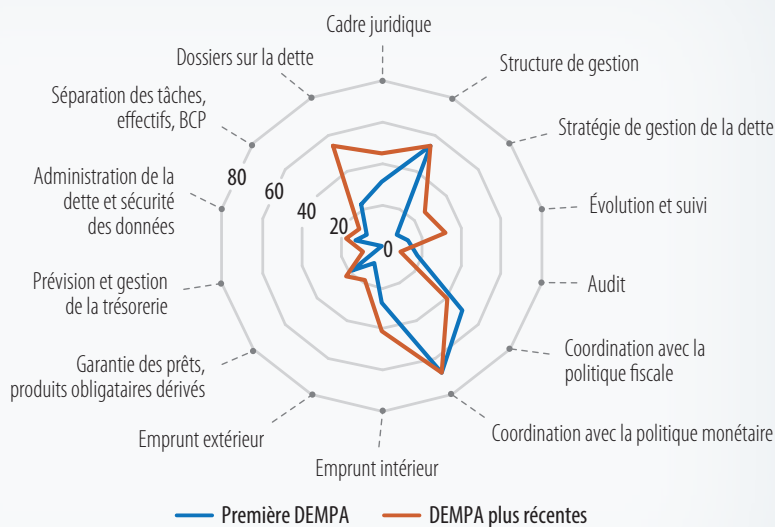 Cadre juridique
Structure de gestion
Stratégie de gestion de la dette
Évolution et suivi
Audit
Coordination avec la
politique fiscale
Coordination avec la politique monétaire
Emprunt intérieur
Emprunt extérieur
Garantie des prêts,
produits obligataires dérivés
Prévision et gestion
de la trésorerie
Administration de la
dette et sécurité
des données
Séparation des tâches,
effectifs, BCP
Dossiers sur la dette
80
60
40
20
0
Première DEMPA
DEMPA plus récentes